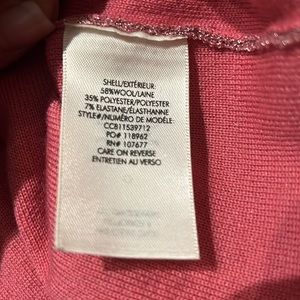 SHELL/EXTÉRIEUR:
58%WOOL/LAINE
35% POLYESTER/POLYESTER
7% ELASTANE/ÉLASTHANNE
STYLE#/NUMÉRO DE MODÈLE:
CC811539712
PO# 118962
RN# 107677
CARE ON REVERSE
ENTRETIEN AU VERSO